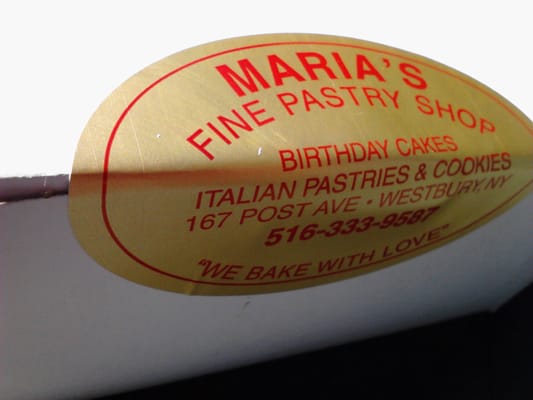 MARIA'S
FINE PASTRY SHOP
BIRTHDAY CAKES
ITALIAN PASTRIES & COOKIES
167 POST AVE • WESTBURY, NY
516-333-9587
"WE BAKE WITH LOVE"